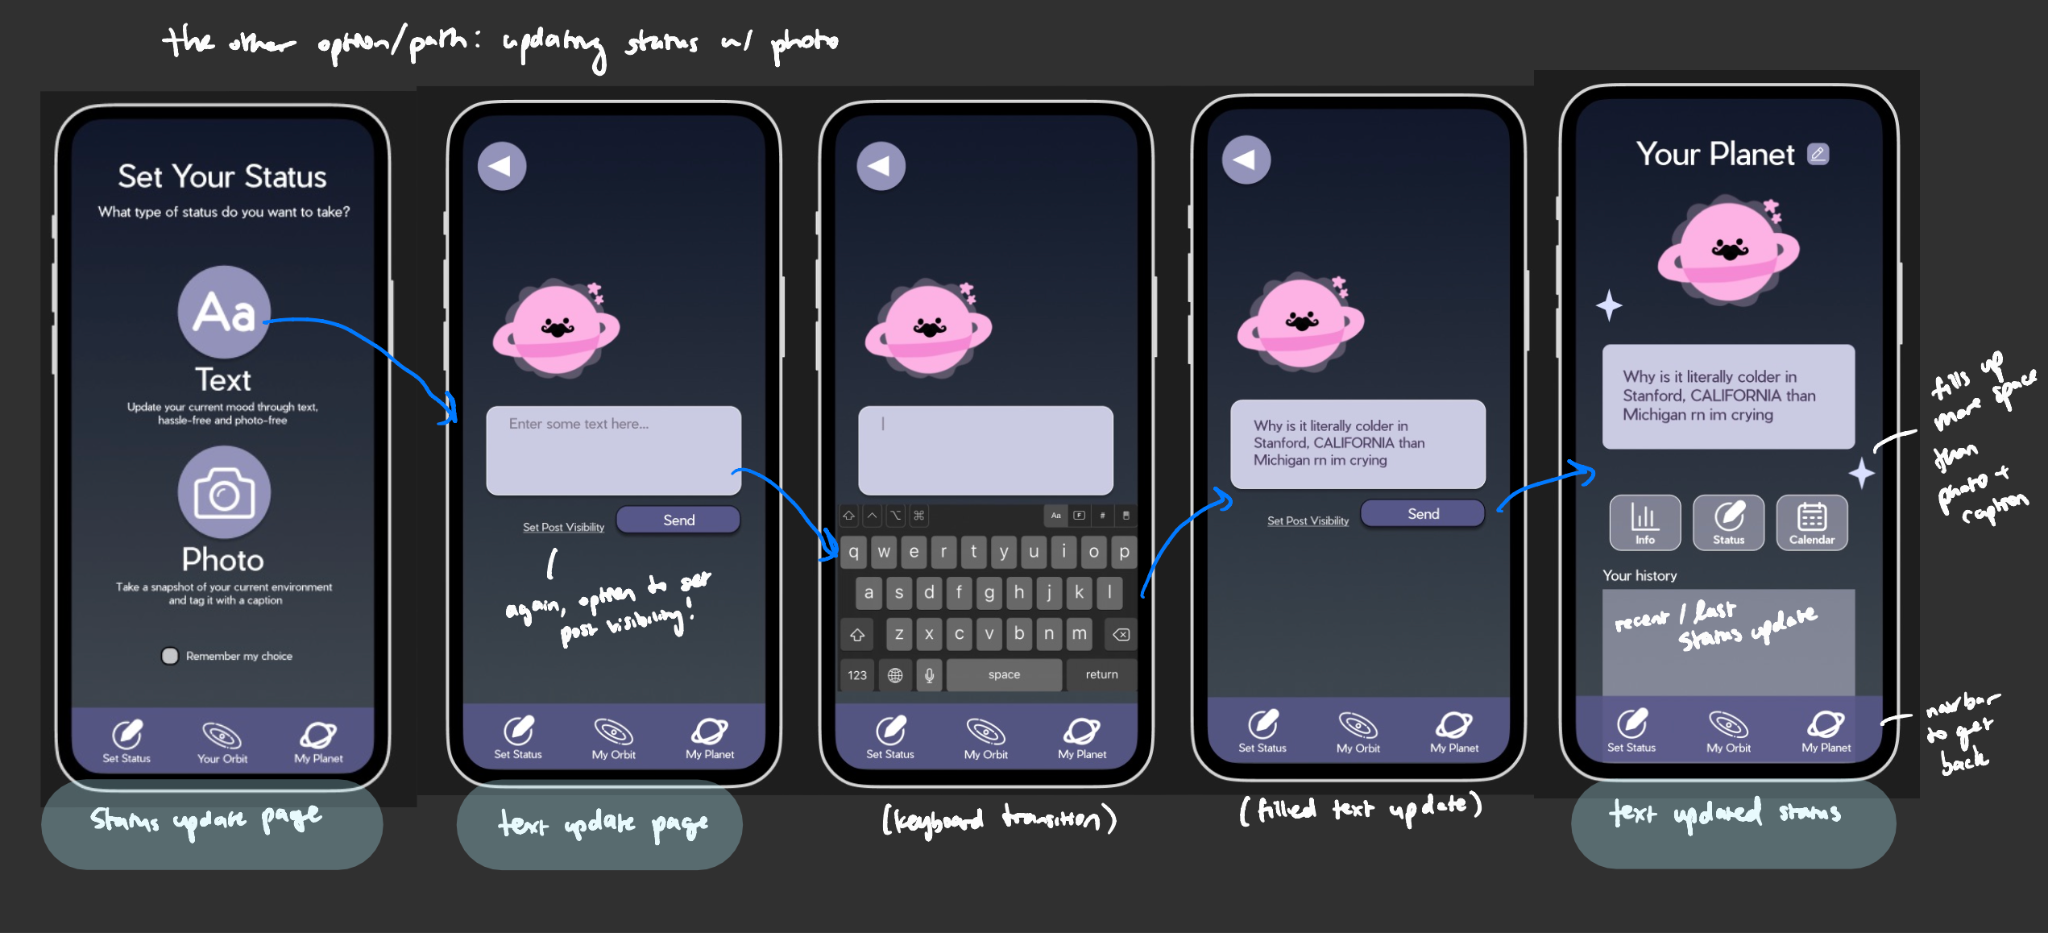 the other option/path: updating status w/ photo
Set Your Status
What type of status do you want to take?
Aa
Text
Update your current mood through text,
hassle-free and photo-free
Photo
Take a snapshot of your current environment
and tag it with a caption
Remember my choice
Set Status
Your Orbit
My Planet
Status update page
Enter some text here...
Set Post Visibility
Send
again, option to set
post visibility!
Set Status
My Orbit
My Planet
text update page
Aa
F
#
q w e r t y u i o p
a s d f g h j k l
z x c v b n m
123
space
return
Set Status
My Orbit
My Planet
(keyboard transition)
Why is it literally colder in
Stanford, CALIFORNIA than
Michigan rn im crying
Set Post Visibility
Send
Set Status
My Orbit
My Planet
(filled text update)
Your Planet
Why is it literally colder in
Stanford, CALIFORNIA than
Michigan rn im crying
Info
Status
Calendar
Your history
recent / last
status update
Set Status
My Orbit
My Planet
text updated status
fills up
more space
than
photo +
caption
navbar
to get
back